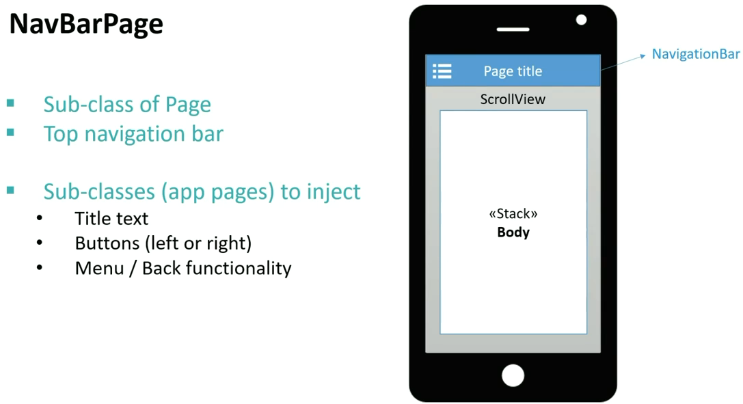 NavBarPage
Sub-class of Page
Top navigation bar
Sub-classes (app pages) to inject
Title text
Buttons (left or right)
Menu / Back functionality
Page title
NavigationBar
ScrollView
«Stack»
Body